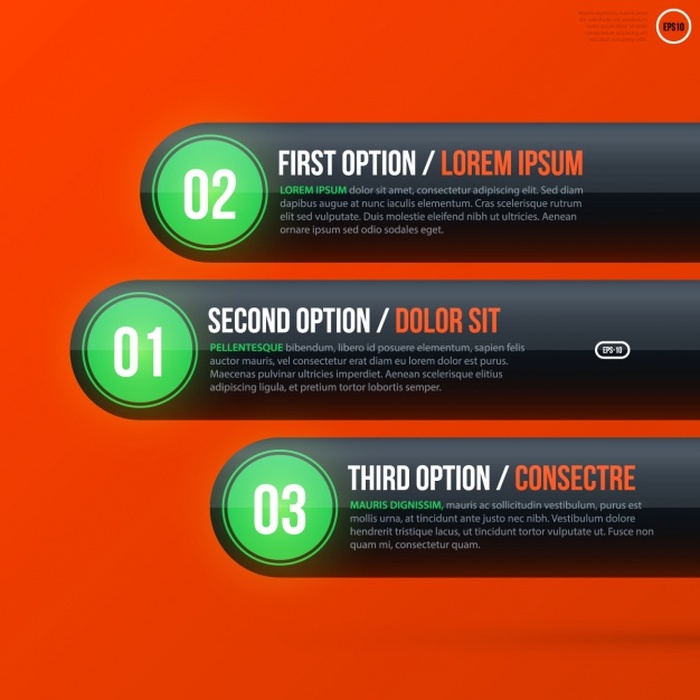 EPS10
02
FIRST OPTION / LOREM IPSUM
LOREM IPSUM dolor sit amet, consectetur adipiscing elit. Sed diam
dapibus augue at nunc iaculis elementum. Cras scelerisque rutrum
elit sed vulputate. Duis molestie eleifend nibh ut ultricies. Aenean
ornare ipsum sed odio sodales eget.
01
SECOND OPTION / DOLOR SIT
PELLENTESQUE bibendum, libero id posuere elementum, sapien felis
auctor mauris, vel consectetur erat diam eu lorem dolor est purus.
Maecenas pulvinar ultricies imperdiet. Aenean scelerisque elitius
adipiscing ligula, et pretium tortor lobortis semper.
EPS-10
03
THIRD OPTION / CONSECTRE
MAURIS DIGNISSIM, mauris ac sollicitudin vestibulum, purus est
mollis urna, at tincidunt ante justo nec nibh. Vestibulum dolore
hendrerit tristique lacus, ut tincidunt tortor vulputate ut. Fusce non
quam mi, consectetur quam.